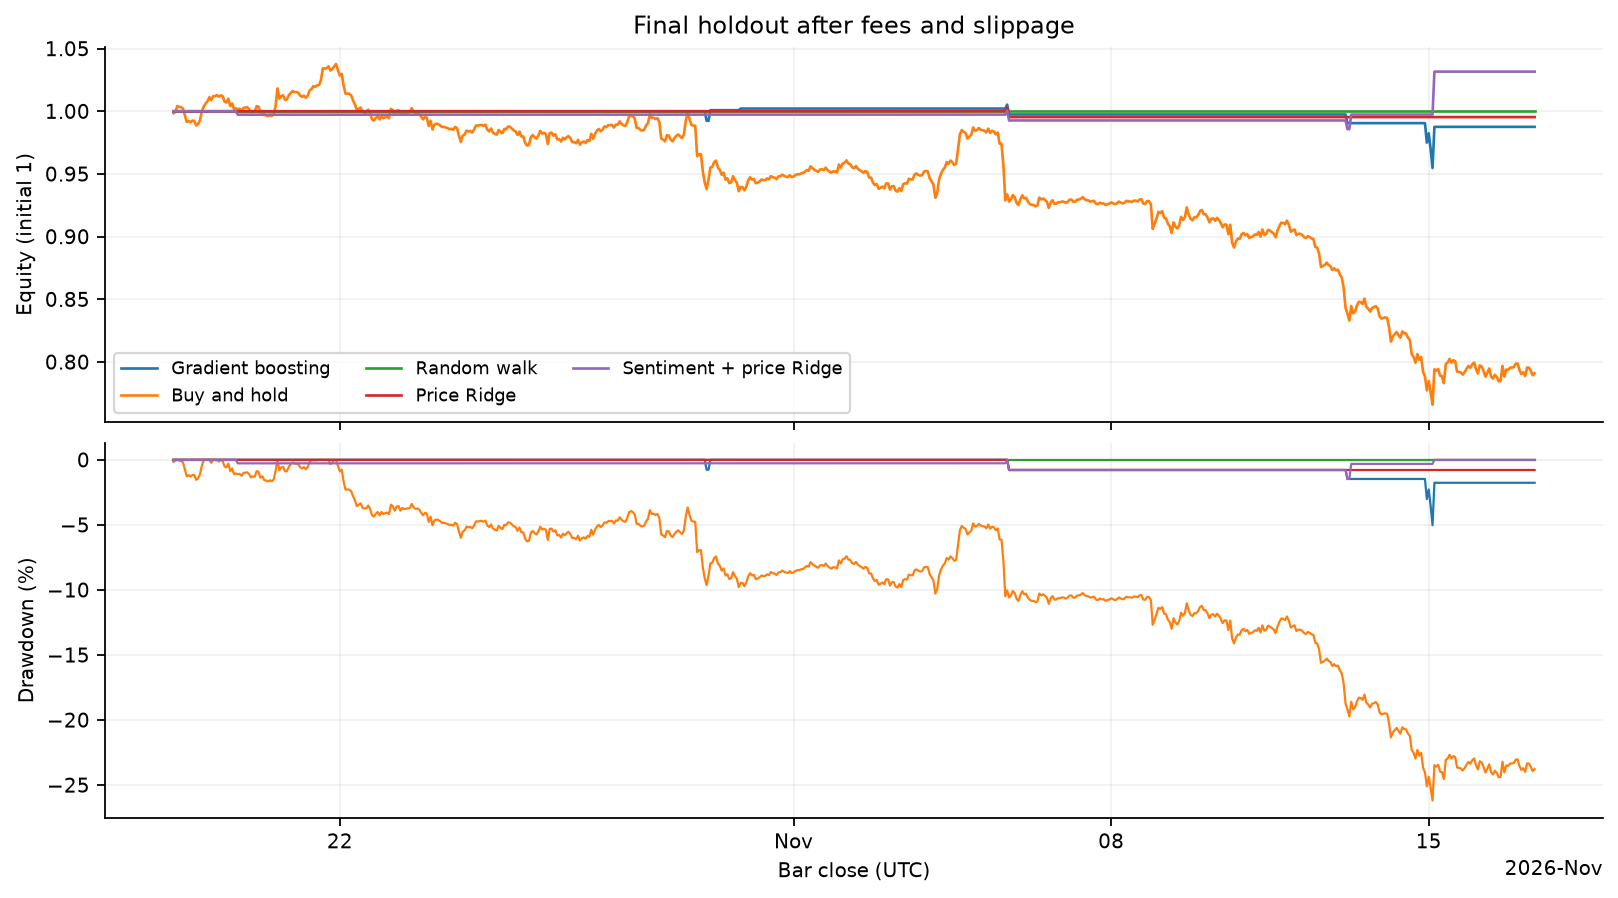 Final holdout after fees and slippage
Equity (initial 1)
1.05
1.00
0.95
0.90
0.85
0.80
Gradient boosting
Buy and hold
Random walk
Price Ridge
Sentiment + price Ridge
Drawdown (%)
0
−5
−10
−15
−20
−25
22 Nov 08 15
Bar close (UTC)
2026-Nov